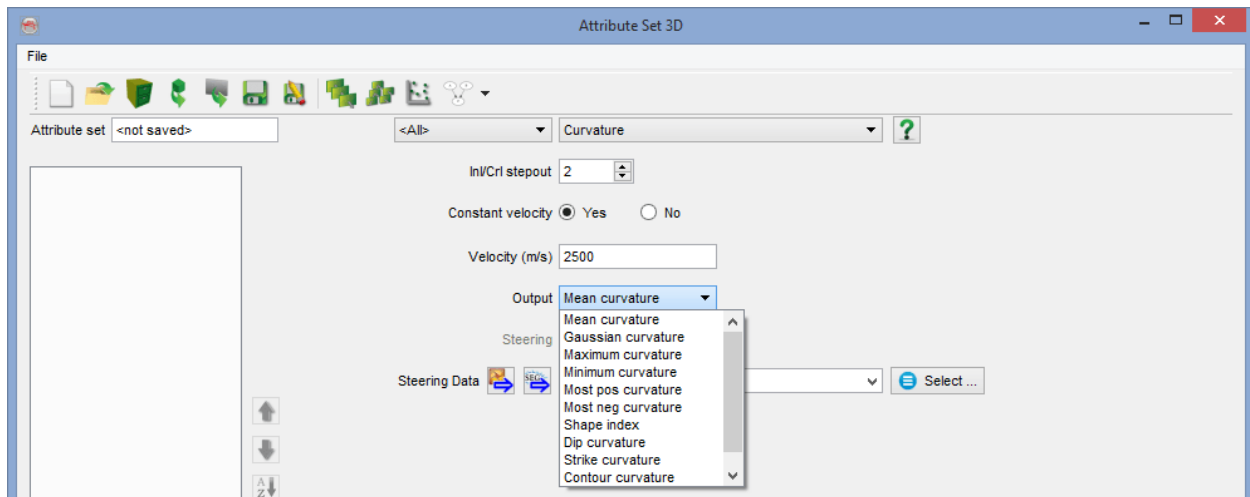 Attribute Set 3D
File
Attribute set <not saved> <All> Curvature
Inl/Crl stepout 2
Constant velocity Yes No
Velocity (m/s) 2500
Output Mean curvature
Mean curvature
Steering Gaussian curvature
Maximum curvature
Minimum curvature
Steering Data SEG Select ...
Most pos curvature
Most neg curvature
Shape index
Dip curvature
Strike curvature
Contour curvature
A
Z